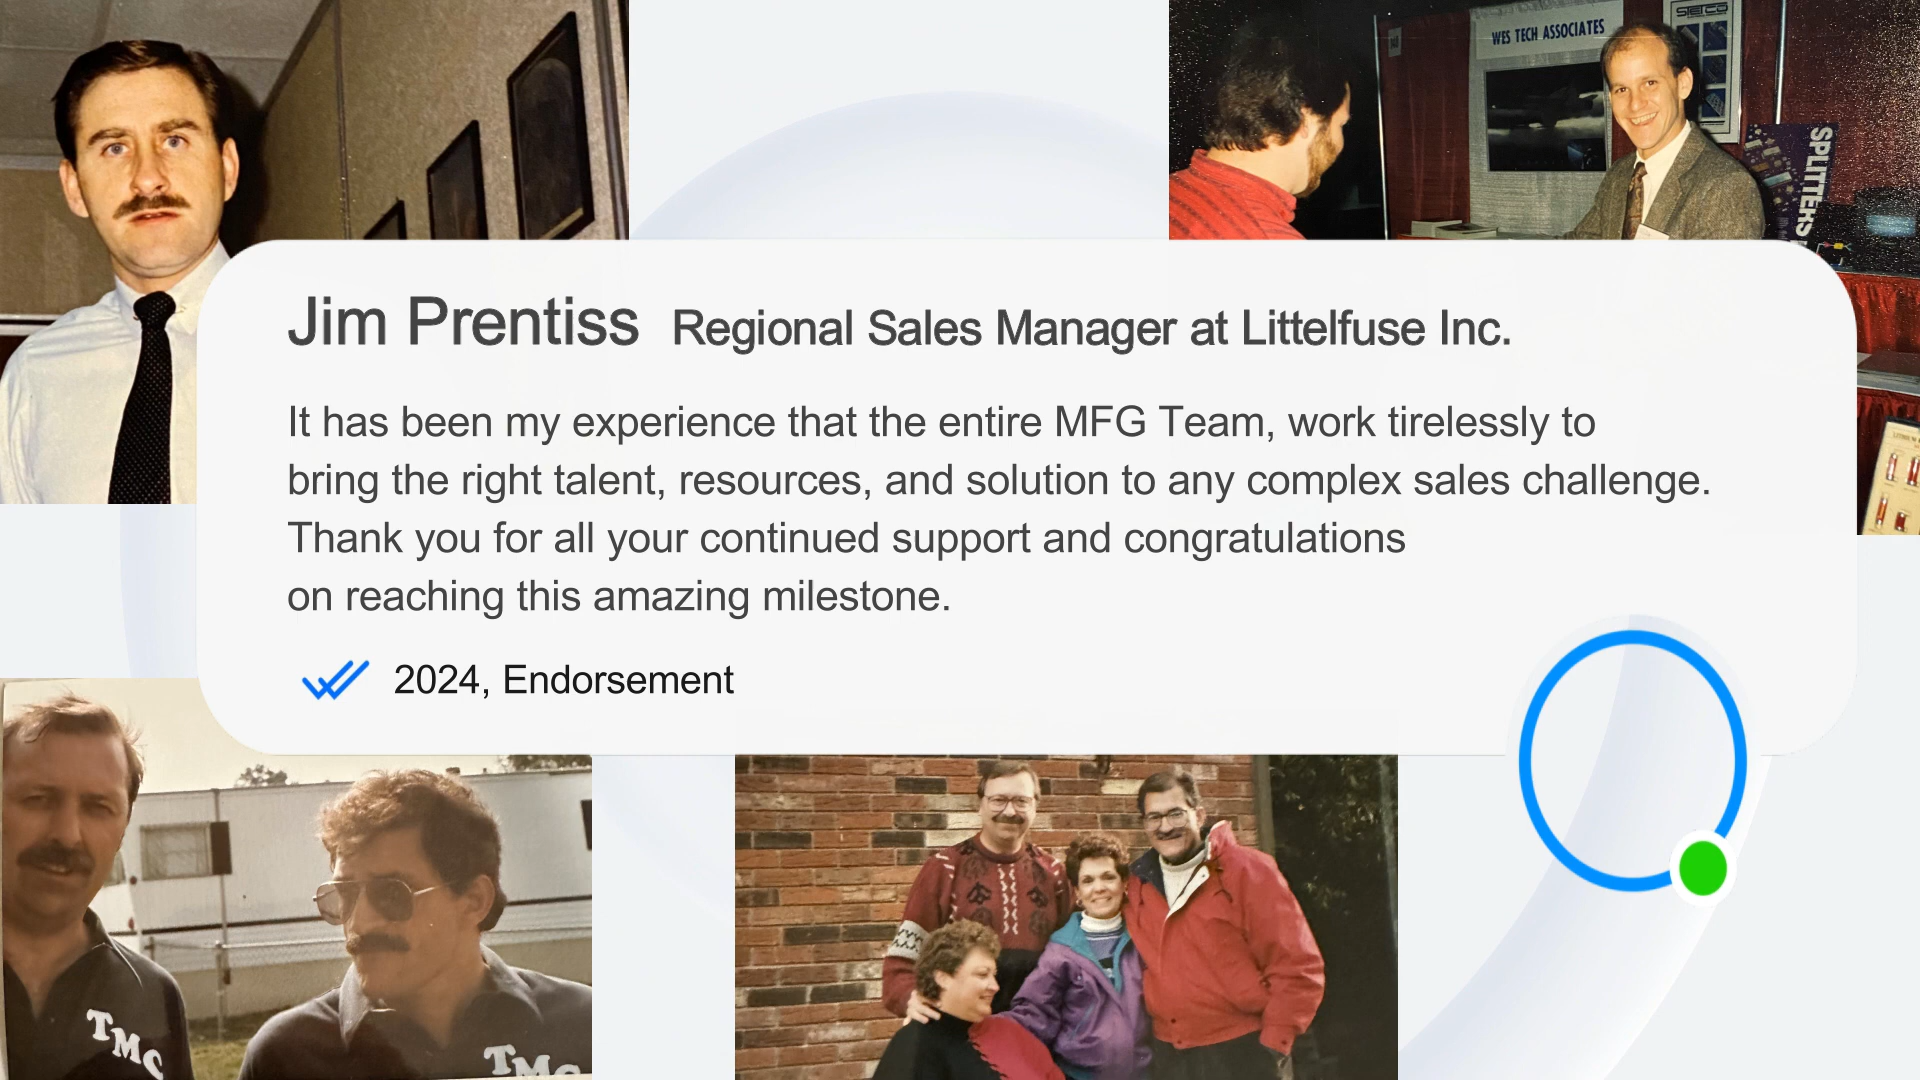 WES TECH ASSOCIATES
SPLITTERS
Jim Prentiss Regional Sales Manager at Littelfuse Inc.
It has been my experience that the entire MFG Team, work tirelessly to
bring the right talent, resources, and solution to any complex sales challenge.
Thank you for all your continued support and congratulations
on reaching this amazing milestone.
2024, Endorsement
TMC
TMC